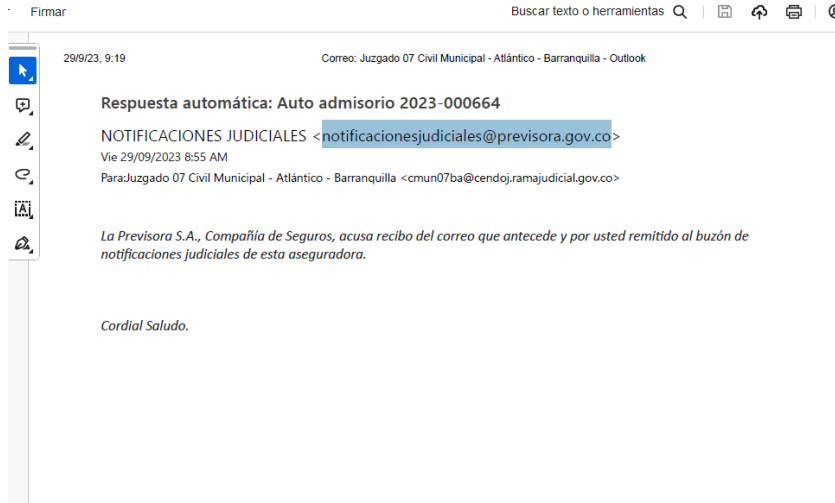 Firmar
Buscar texto o herramientas
29/9/23, 9:19
Correo: Juzgado 07 Civil Municipal - Atlántico - Barranquilla - Outlook
Respuesta automática: Auto admisorio 2023-000664
NOTIFICACIONES JUDICIALES <notificacionesjudiciales@previsora.gov.co>
Vie 29/09/2023 8:55 AM
Para:Juzgado 07 Civil Municipal - Atlántico - Barranquilla <cmun07ba@cendoj.ramajudicial.gov.co>
La Previsora S.A., Compañía de Seguros, acusa recibo del correo que antecede y por usted remitido al buzón de
notificaciones judiciales de esta aseguradora.
Cordial Saludo.